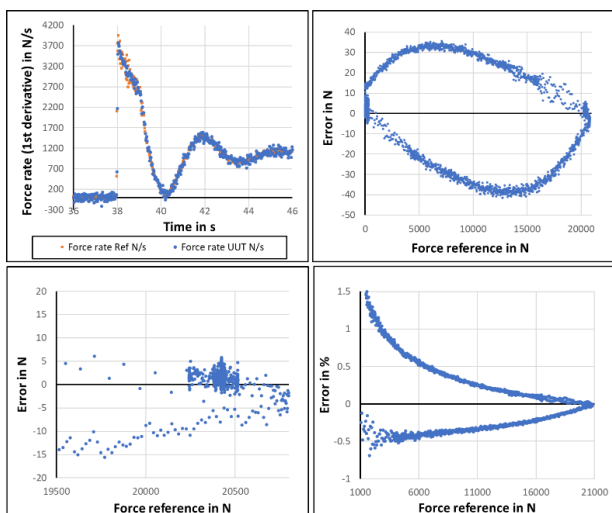 Force rate (1st derivative) in N/s
4200
3700
3200
2700
2200
1700
1200
700
200
-300
36 38 40 42 44 46
Time in s
Force rate Ref N/s Force rate UUT N/s
Error in N
40
30
20
10
0
-10
-20
-30
-40
-50
0 5000 10000 15000 20000
Force reference in N
Error in N
20
15
10
5
0
-5
-10
-15
-20
19500 20000 20500
Force reference in N
Error in %
1.5
1
0.5
0
-0.5
-1
1000 6000 11000 16000 21000
Force reference in N